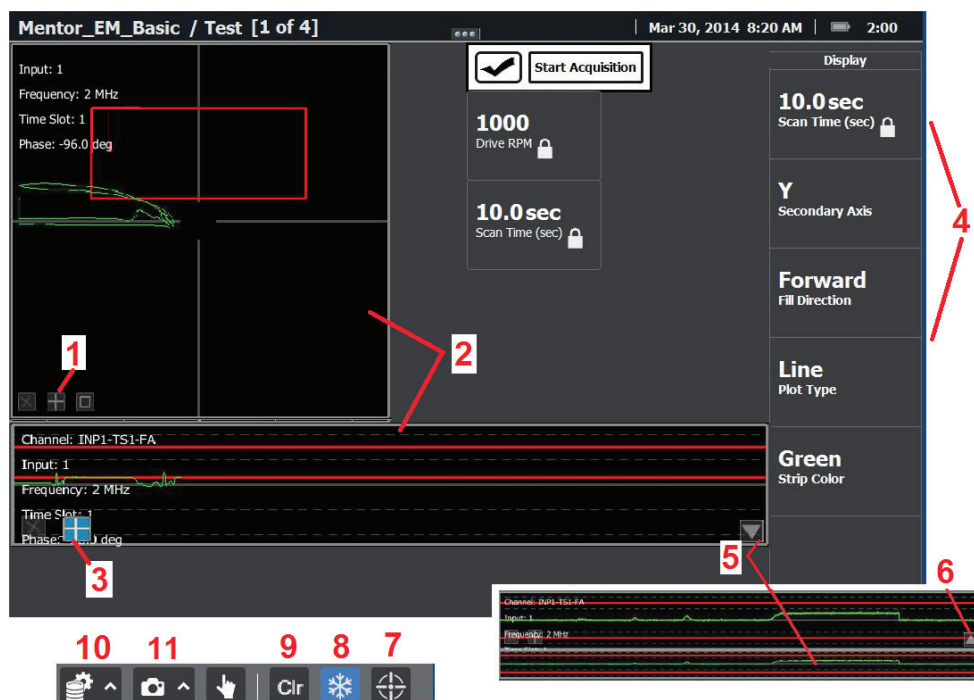 Mentor_EM_Basic / Test [1 of 4]
Mar 30, 2014 8:20 AM
2:00
Input: 1
Frequency: 2 MHz
Time Slot: 1
Phase: -96.0 deg
Start Acquisition
1000
Drive RPM
10.0 sec
Scan Time (sec)
Display
10.0 sec
Scan Time (sec)
Y
Secondary Axis
Forward
Fill Direction
Line
Plot Type
Green
Strip Color
4
1
2
Channel: INP1-TS1-FA
Input: 1
Frequency: 2 MHz
Time Slot: 1
Phase: deg
3
5
6
Channel: INP1-TS1-FA
Input: 1
Frequency: 2 MHz
10
11
9
8
7
Clr